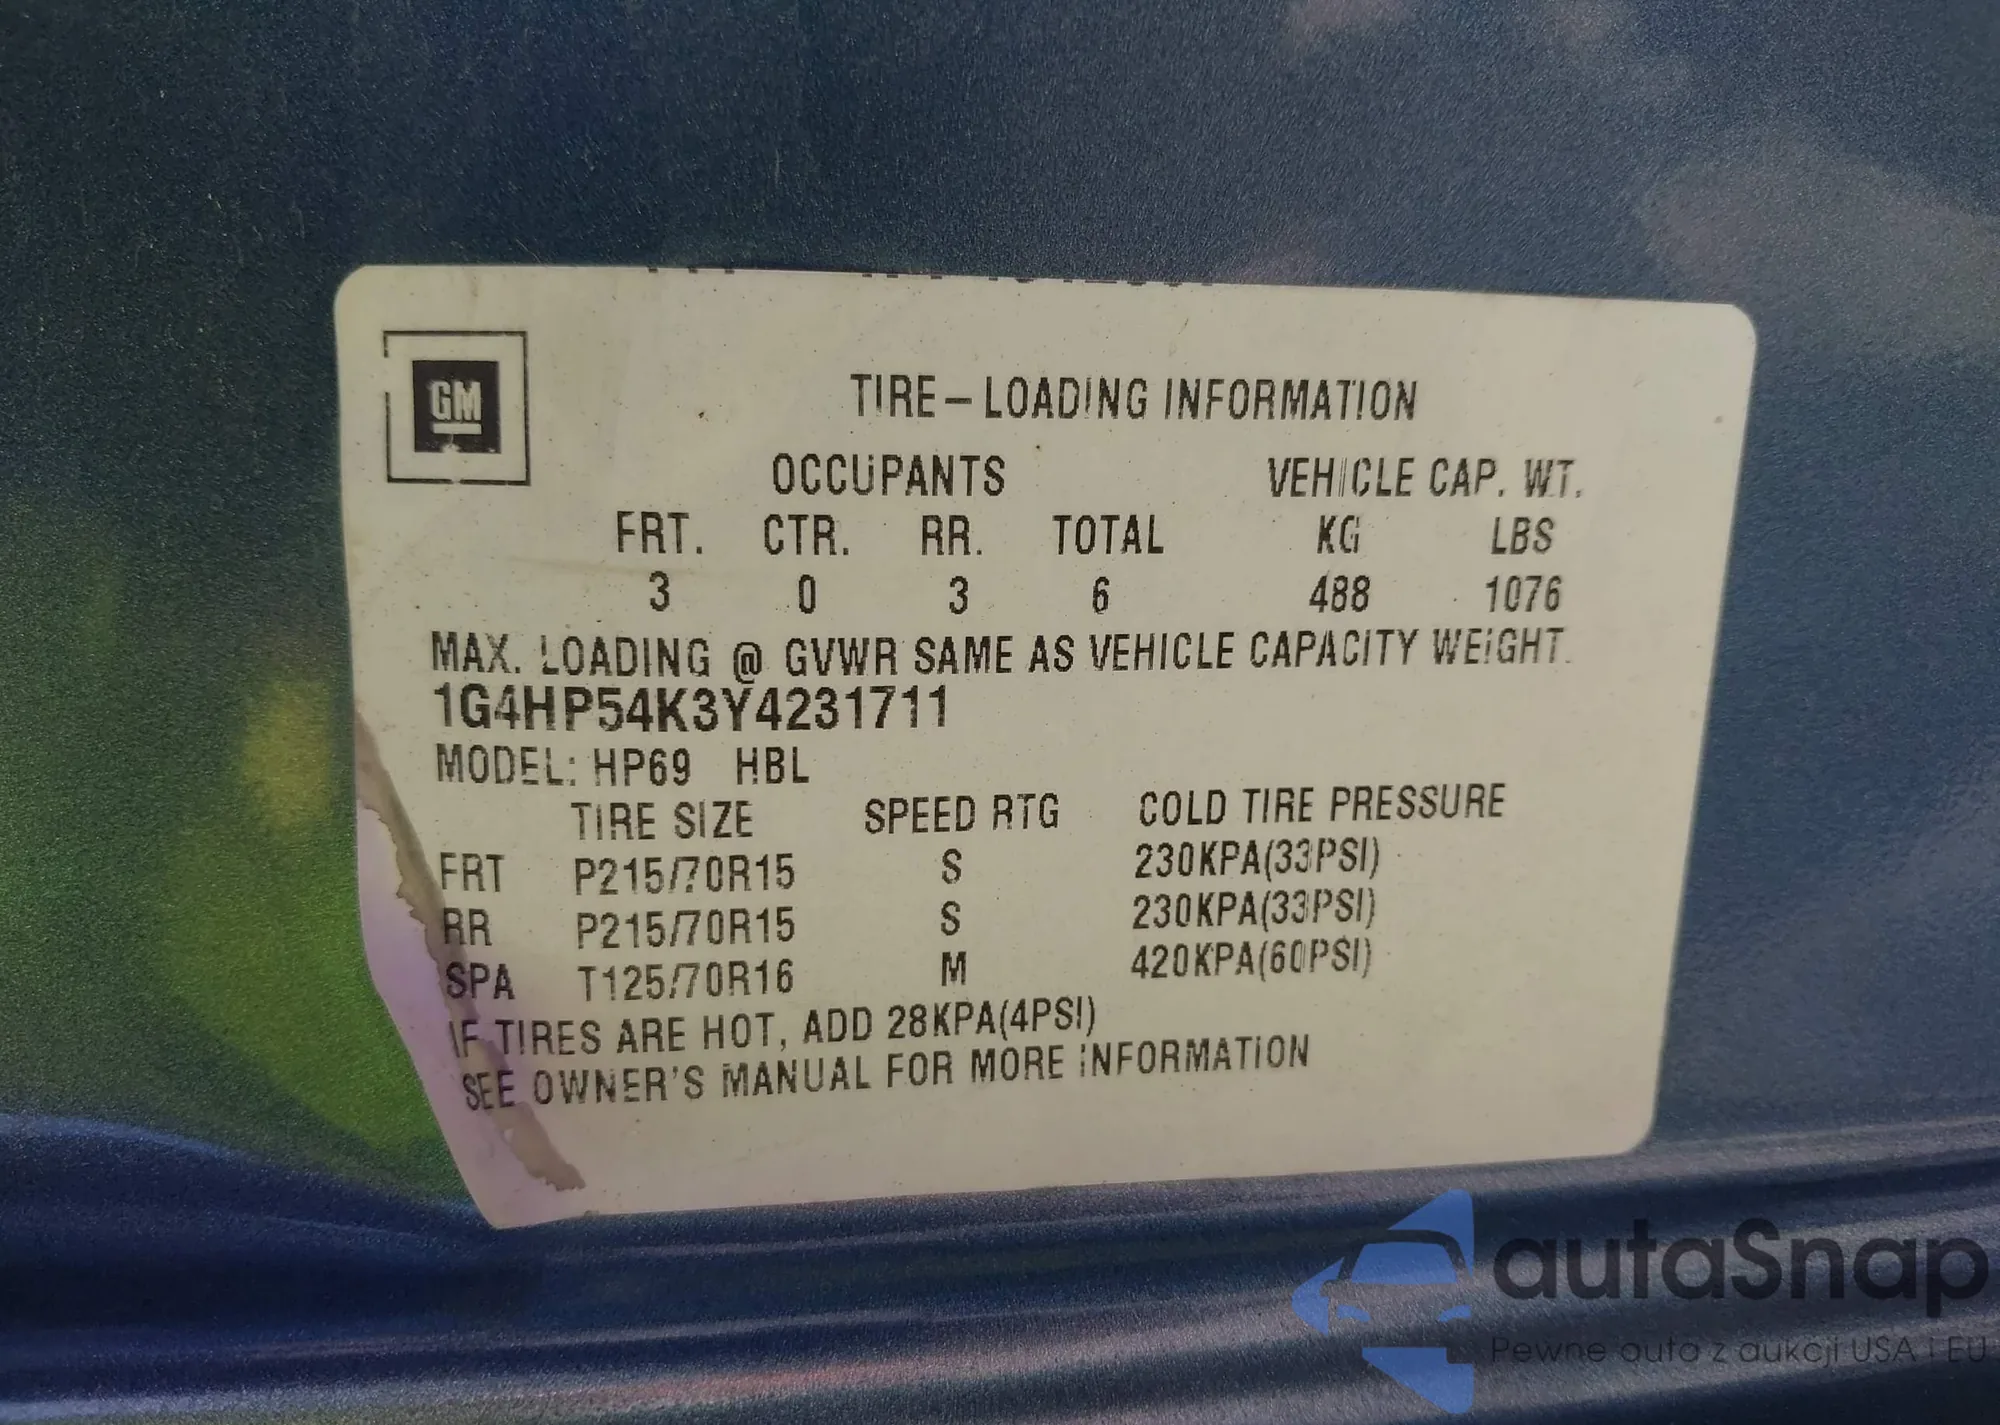 GM
TIRE–LOADING INFORMATION
OCCUPANTS VEHICLE CAP. WT.
FRT. CTR. RR. TOTAL KG LBS
3 0 3 6 488 1076
MAX. LOADING @ GVWR SAME AS VEHICLE CAPACITY WEIGHT.
1G4HP54K3Y4231711
MODEL: HP69 HBL
TIRE SIZE SPEED RTG COLD TIRE PRESSURE
FRT P215/70R15 S 230KPA(33PSI)
RR P215/70R15 S 230KPA(33PSI)
SPA T125/70R16 M 420KPA(60PSI)
IF TIRES ARE HOT, ADD 28KPA(4PSI)
SEE OWNER'S MANUAL FOR MORE INFORMATION
autaSnap
Pewne auta z aukcji USA i EU